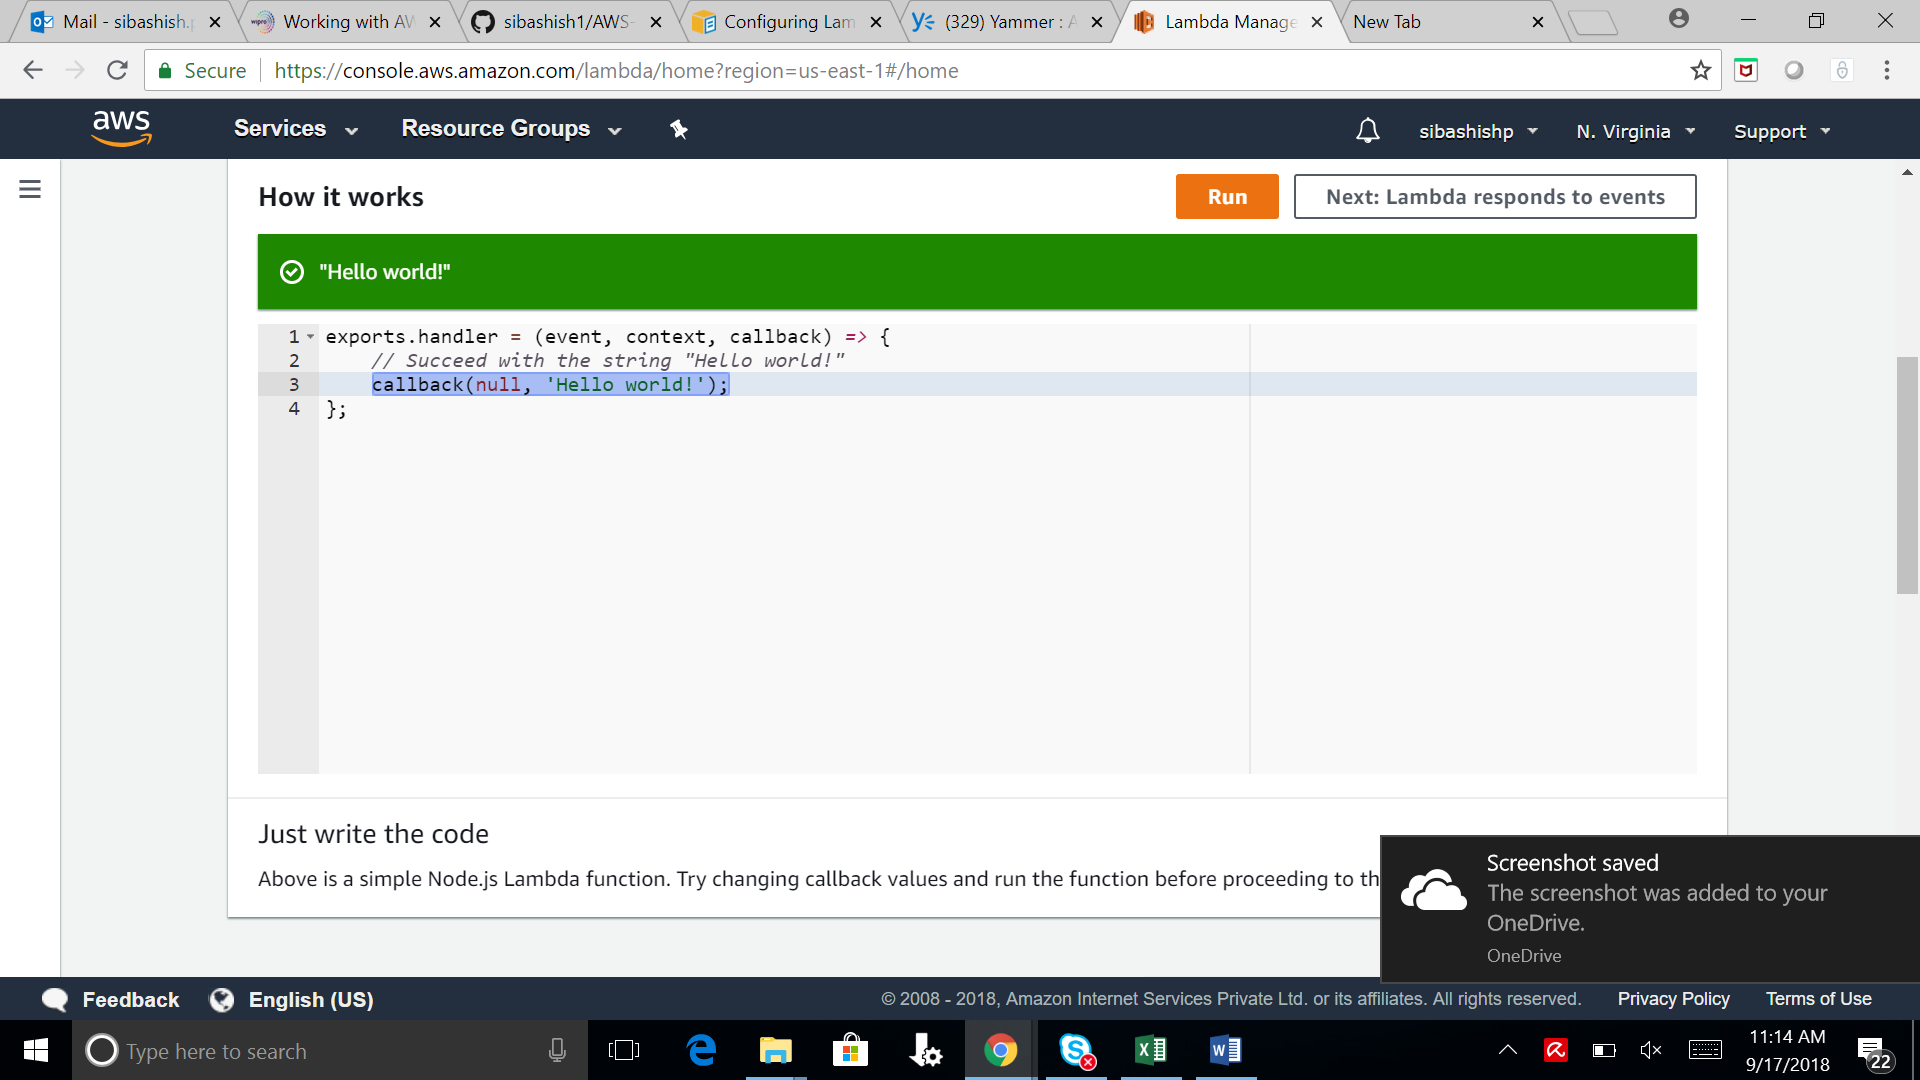 Mail - sibashish.p
wipro Working with AW
sibashish1/AWS-
Configuring Lam
(329) Yammer : A
Lambda Manage
New Tab
Secure https://console.aws.amazon.com/lambda/home?region=us-east-1#/home
aws Services Resource Groups sibashishp N. Virginia Support
How it works
Run
Next: Lambda responds to events
"Hello world!"
1 exports.handler = (event, context, callback) => {
2 // Succeed with the string "Hello world!"
3 callback(null, 'Hello world!');
4 };
Just write the code
Above is a simple Node.js Lambda function. Try changing callback values and run the function before proceeding to th
Screenshot saved
The screenshot was added to your
OneDrive.
OneDrive
Feedback English (US) © 2008 - 2018, Amazon Internet Services Private Ltd. or its affiliates. All rights reserved. Privacy Policy Terms of Use
Type here to search
11:14 AM
9/17/2018
22